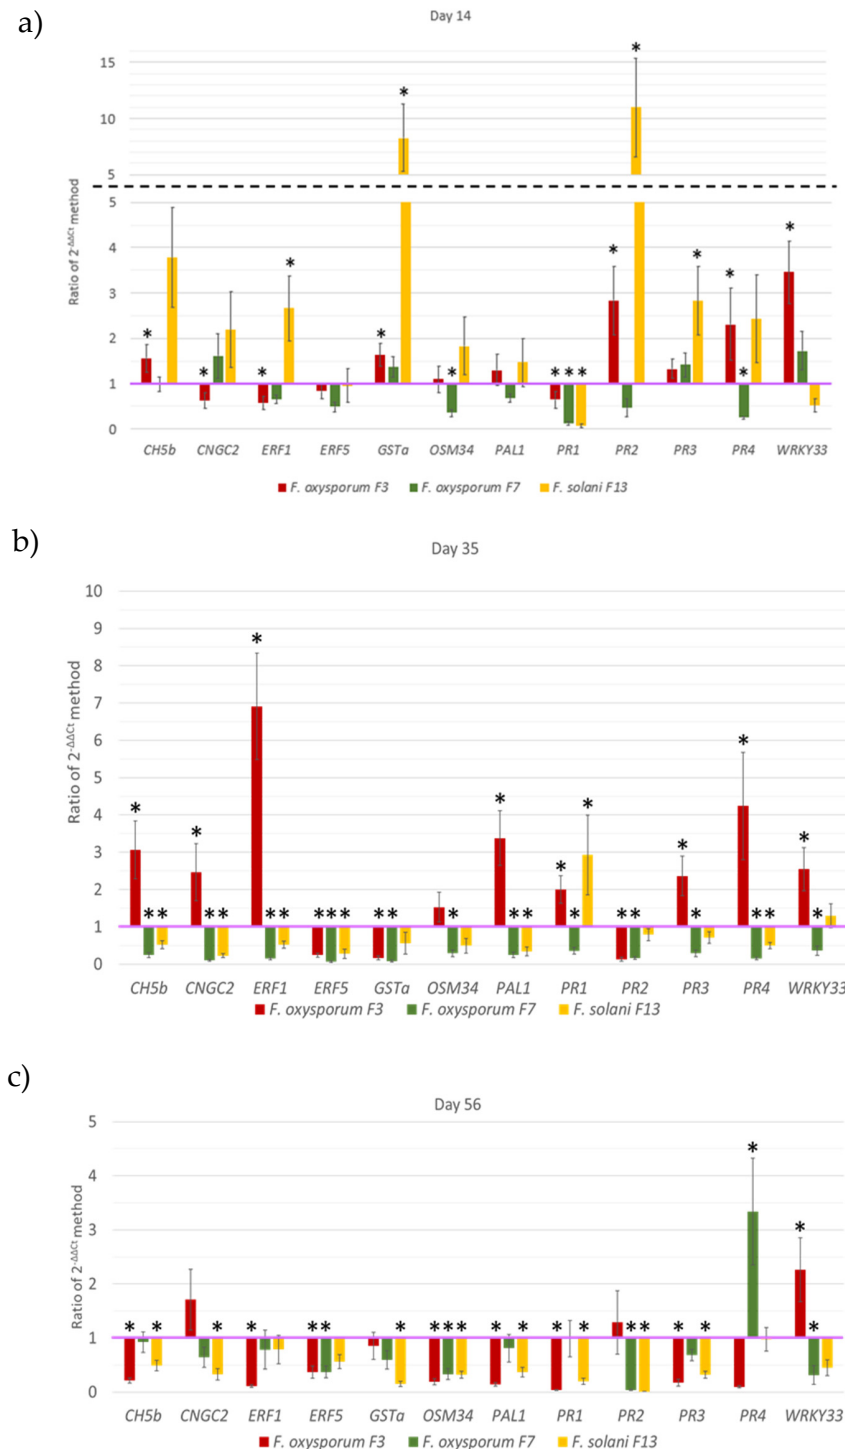 a)
Day 14
15
10
5
5
4
3
2
1
0
Ratio of 2^-ΔΔCt method
* * * * * * * * * * * * * * *
CH5b CNGC2 ERF1 ERF5 GSTa OSM34 PAL1 PR1 PR2 PR3 PR4 WRKY33
F. oxysporum F3 F. oxysporum F7 F. solani F13
b)
Day 35
10
9
8
7
6
5
4
3
2
1
0
Ratio of 2^-ΔΔCt method
CH5b CNGC2 ERF1 ERF5 GSTa OSM34 PAL1 PR1 PR2 PR3 PR4 WRKY33
F. oxysporum F3 F. oxysporum F7 F. solani F13
c)
Day 56
5
4
3
2
1
0
Ratio of 2^-ΔΔCt method
CH5b CNGC2 ERF1 ERF5 GSTa OSM34 PAL1 PR1 PR2 PR3 PR4 WRKY33
F. oxysporum F3 F. oxysporum F7 F. solani F13